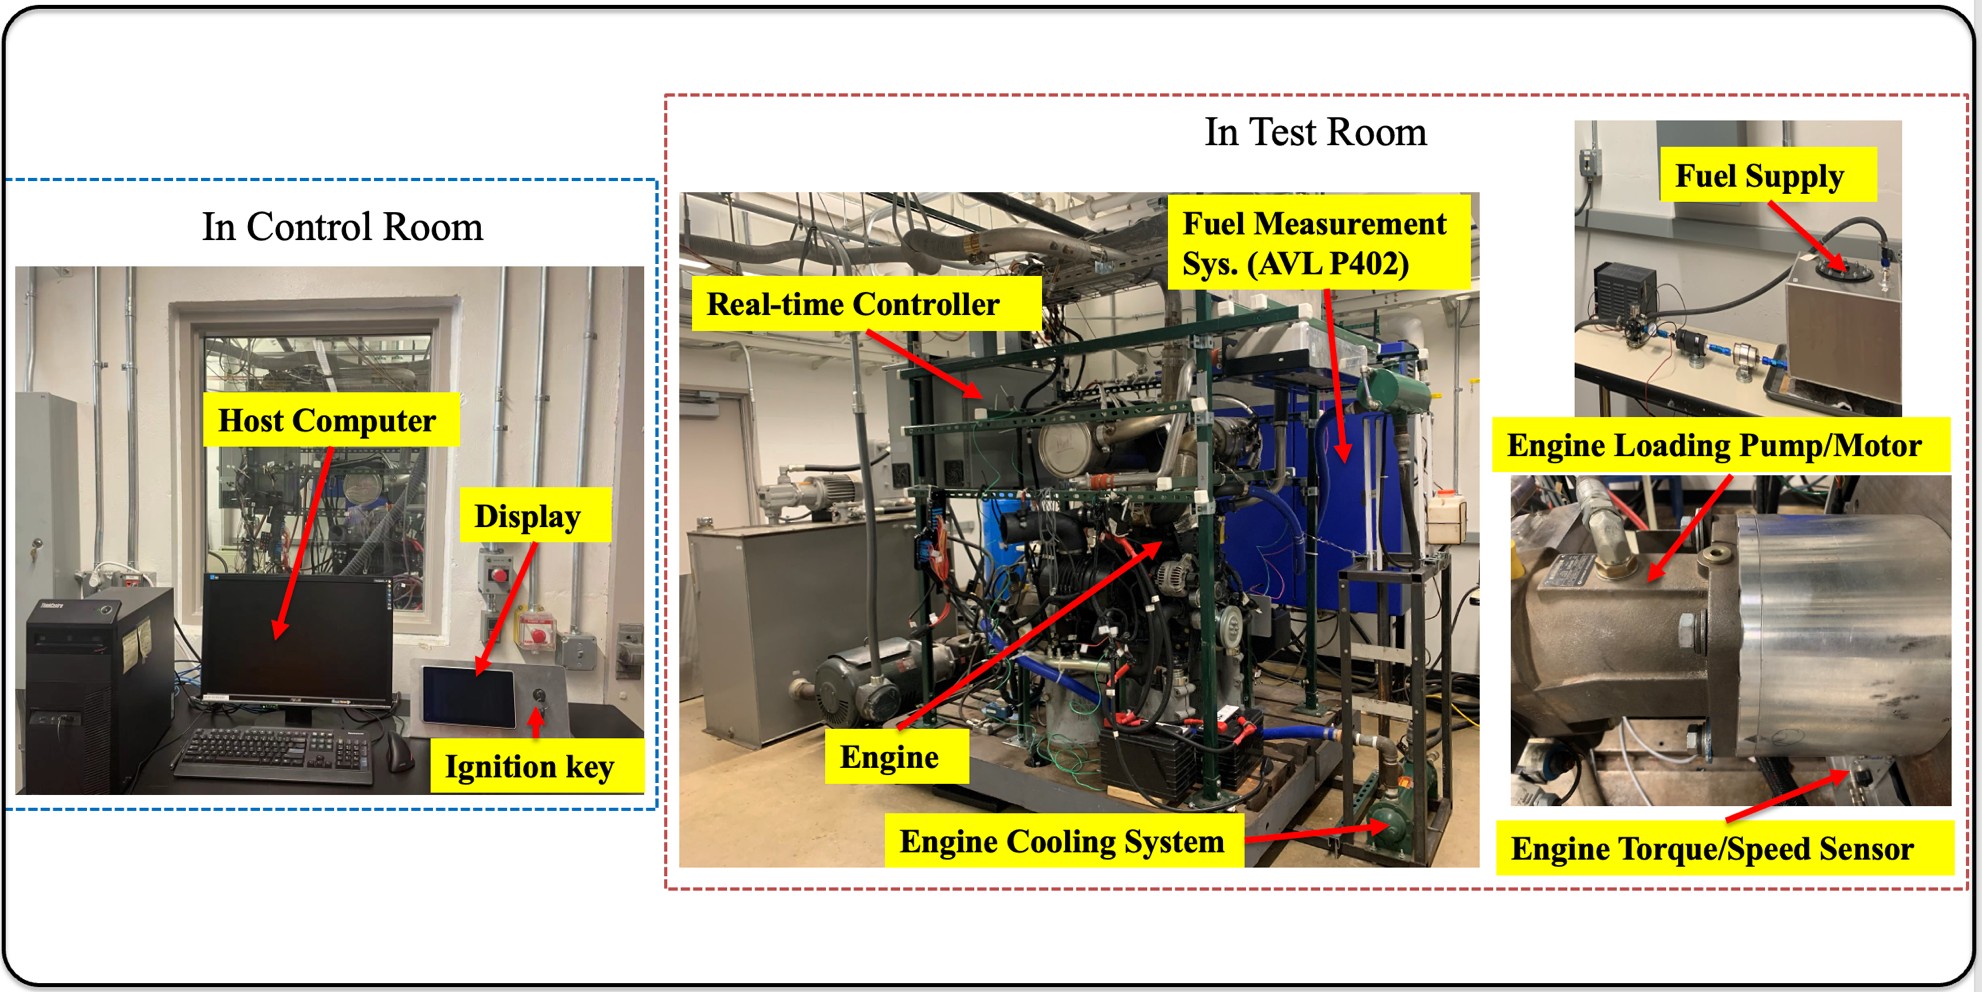 In Control Room
Host Computer
Display
Ignition key
In Test Room
Real-time Controller
Fuel Measurement
Sys. (AVL P402)
Engine
Engine Cooling System
Fuel Supply
Engine Loading Pump/Motor
Engine Torque/Speed Sensor